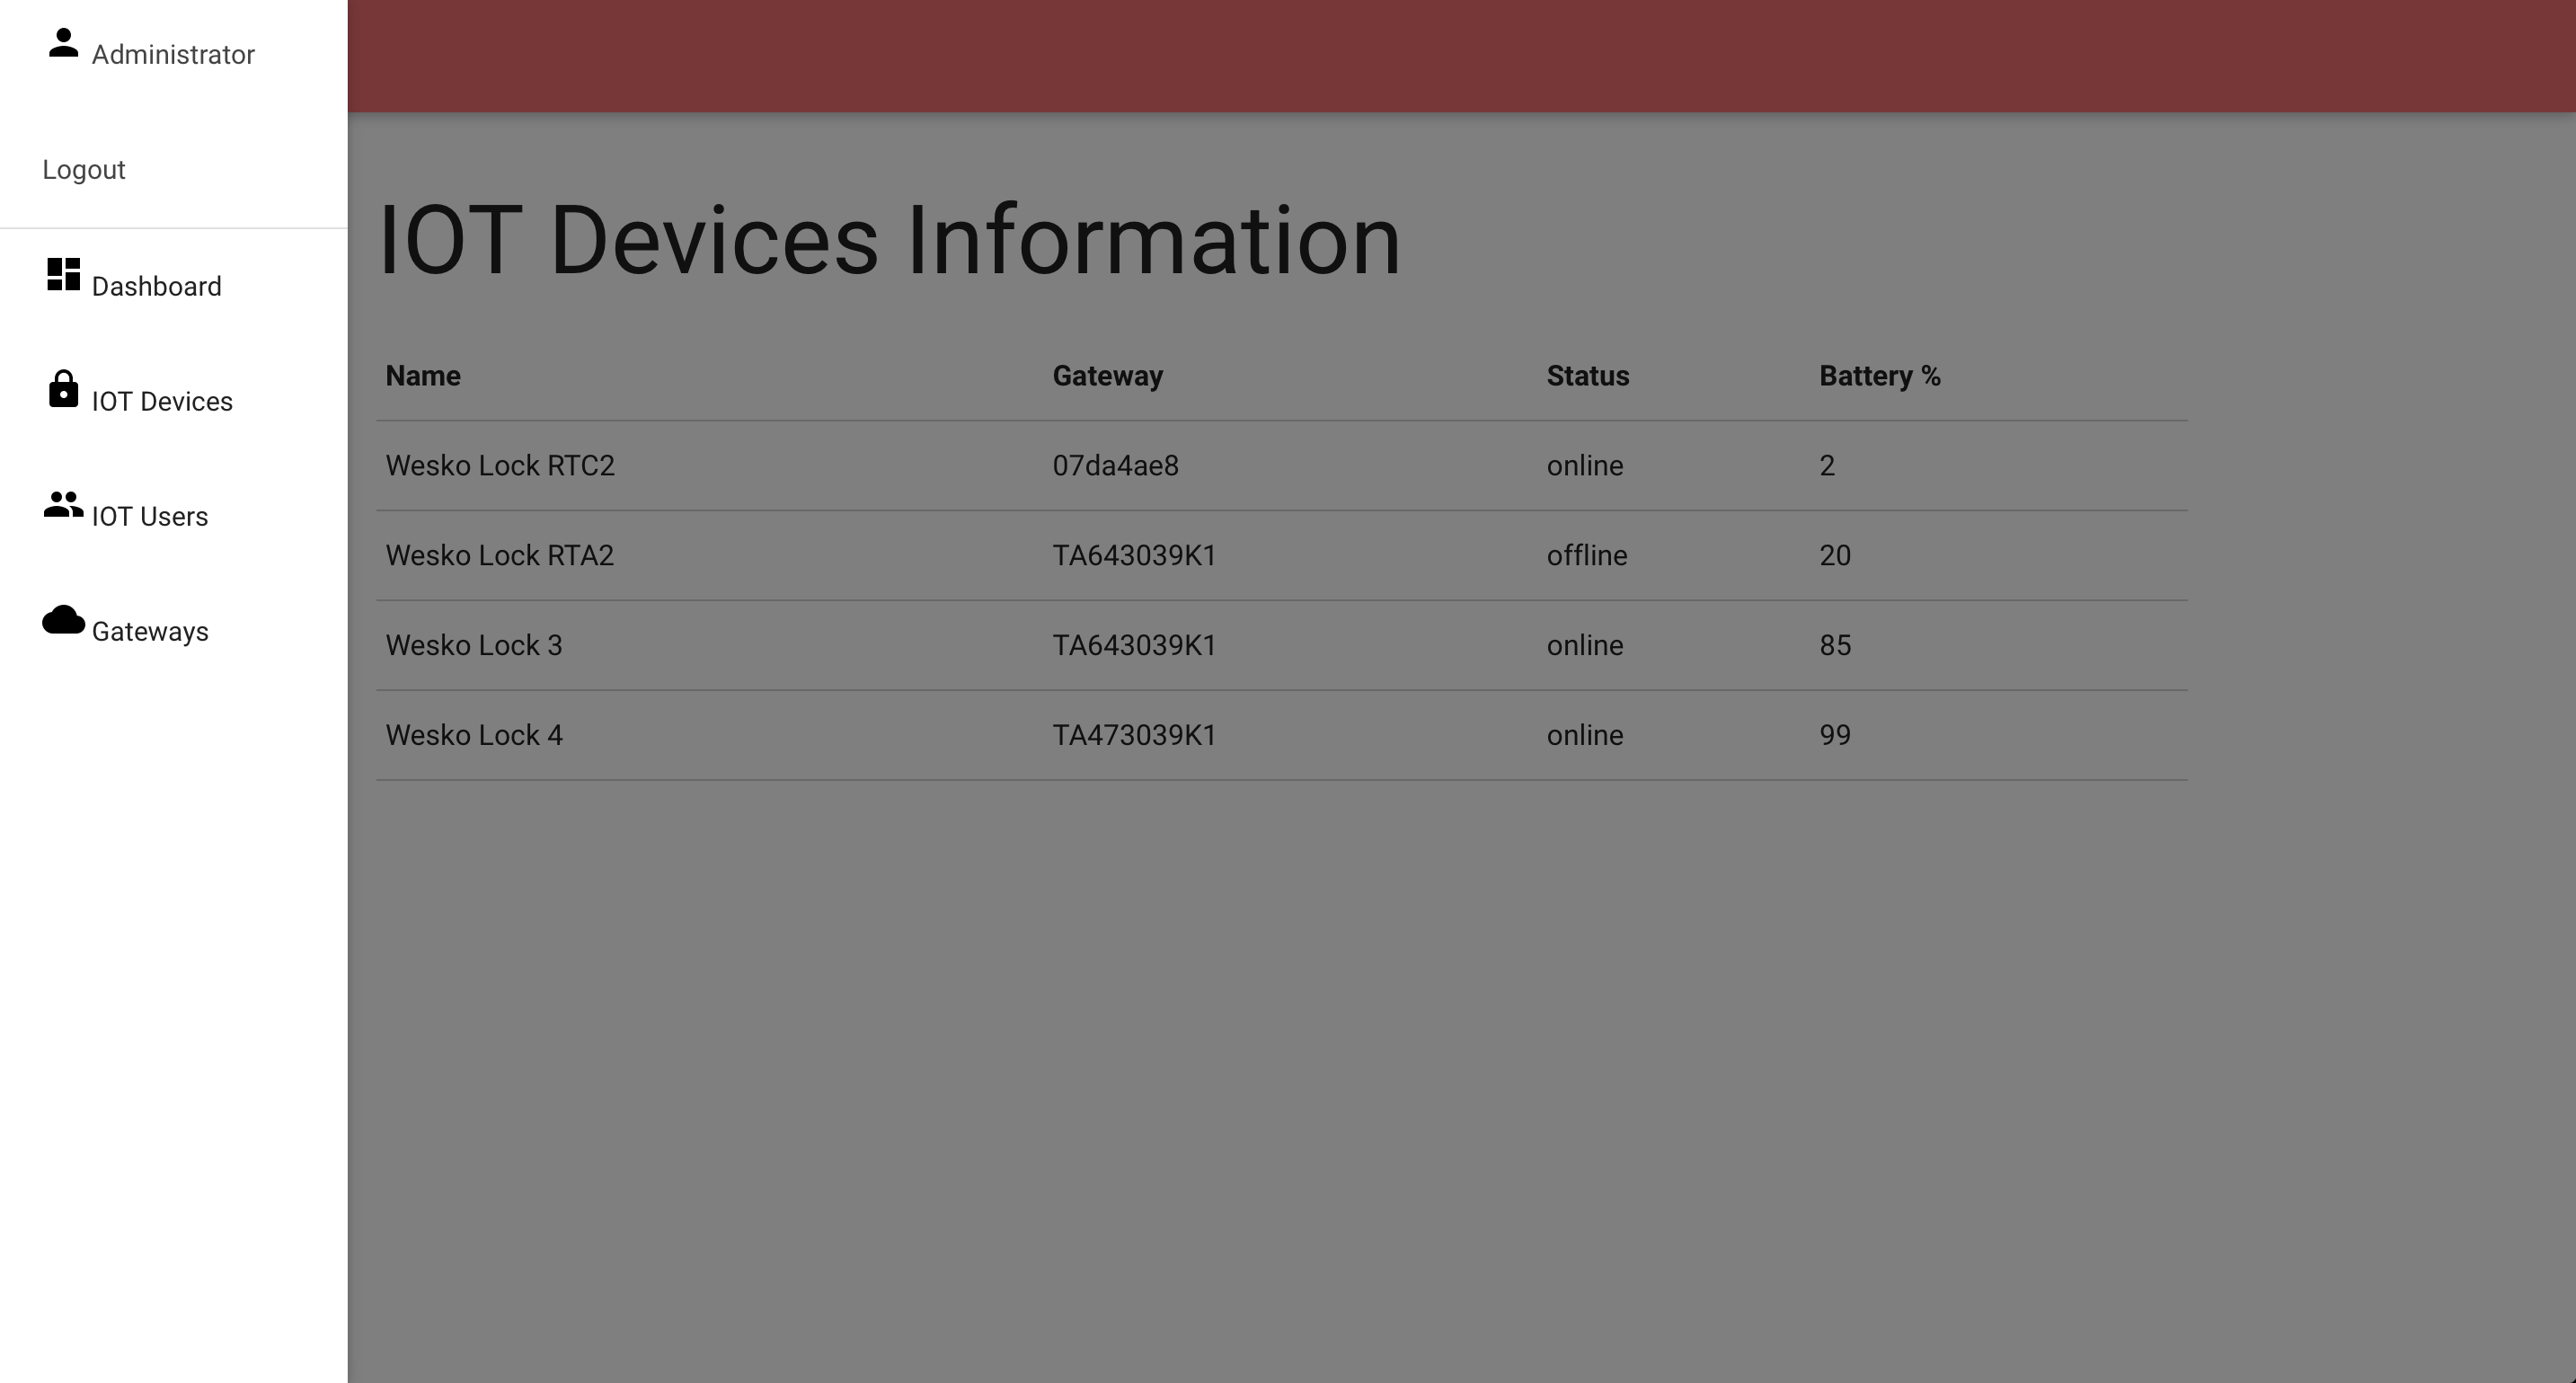 Administrator
Logout
Dashboard
IOT Devices
IOT Users
Gateways
IOT Devices Information
Name Gateway Status Battery %
Wesko Lock RTC2 07da4ae8 online 2
Wesko Lock RTA2 TA643039K1 offline 20
Wesko Lock 3 TA643039K1 online 85
Wesko Lock 4 TA473039K1 online 99